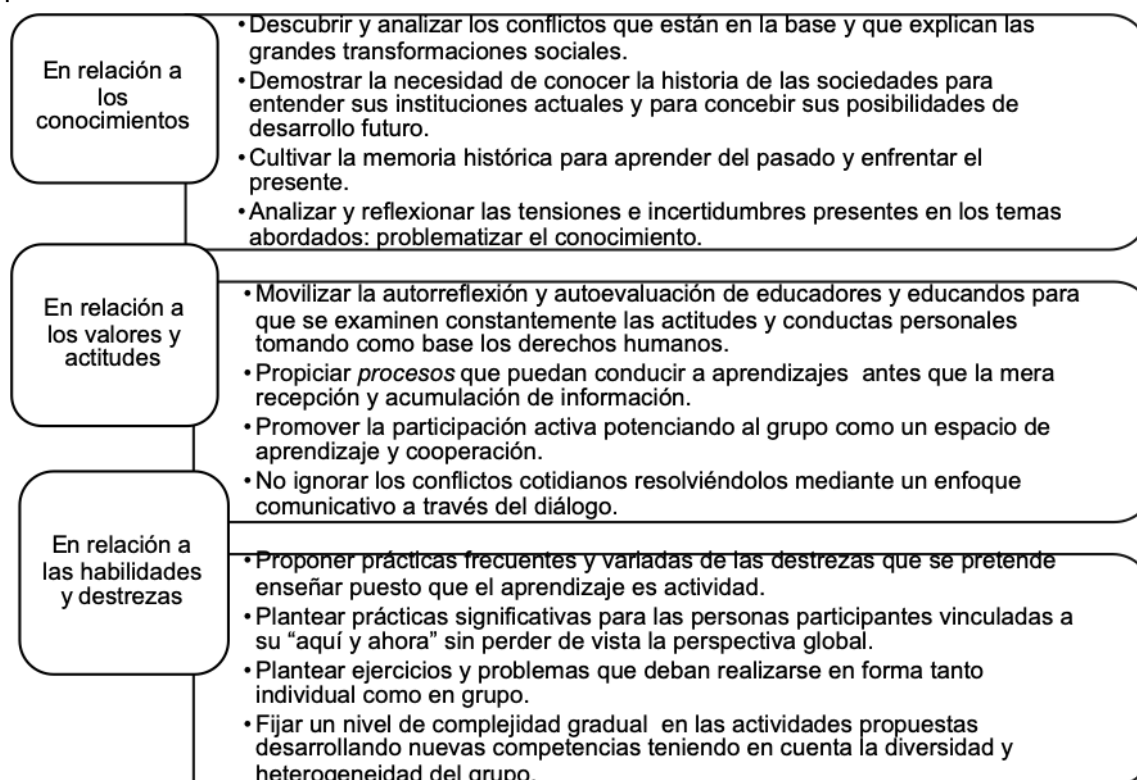 En relación a
los
conocimientos
•Descubrir y analizar los conflictos que están en la base y que explican las
grandes transformaciones sociales.
•Demostrar la necesidad de conocer la historia de las sociedades para
entender sus instituciones actuales y para concebir sus posibilidades de
desarrollo futuro.
•Cultivar la memoria histórica para aprender del pasado y enfrentar el
presente.
•Analizar y reflexionar las tensiones e incertidumbres presentes en los temas
abordados: problematizar el conocimiento.
En relación a
los valores y
actitudes
•Movilizar la autorreflexión y autoevaluación de educadores y educandos para
que se examinen constantemente las actitudes y conductas personales
tomando como base los derechos humanos.
•Propiciar procesos que puedan conducir a aprendizajes antes que la mera
recepción y acumulación de información.
•Promover la participación activa potenciando al grupo como un espacio de
aprendizaje y cooperación.
•No ignorar los conflictos cotidianos resolviéndolos mediante un enfoque
comunicativo a través del diálogo.
En relación a
las habilidades
y destrezas
•Proponer prácticas frecuentes y variadas de las destrezas que se pretende
enseñar puesto que el aprendizaje es actividad.
•Plantear prácticas significativas para las personas participantes vinculadas a
su “aquí y ahora” sin perder de vista la perspectiva global.
•Plantear ejercicios y problemas que deban realizarse en forma tanto
individual como en grupo.
•Fijar un nivel de complejidad gradual en las actividades propuestas
desarrollando nuevas competencias teniendo en cuenta la diversidad y
heterogeneidad del grupo.